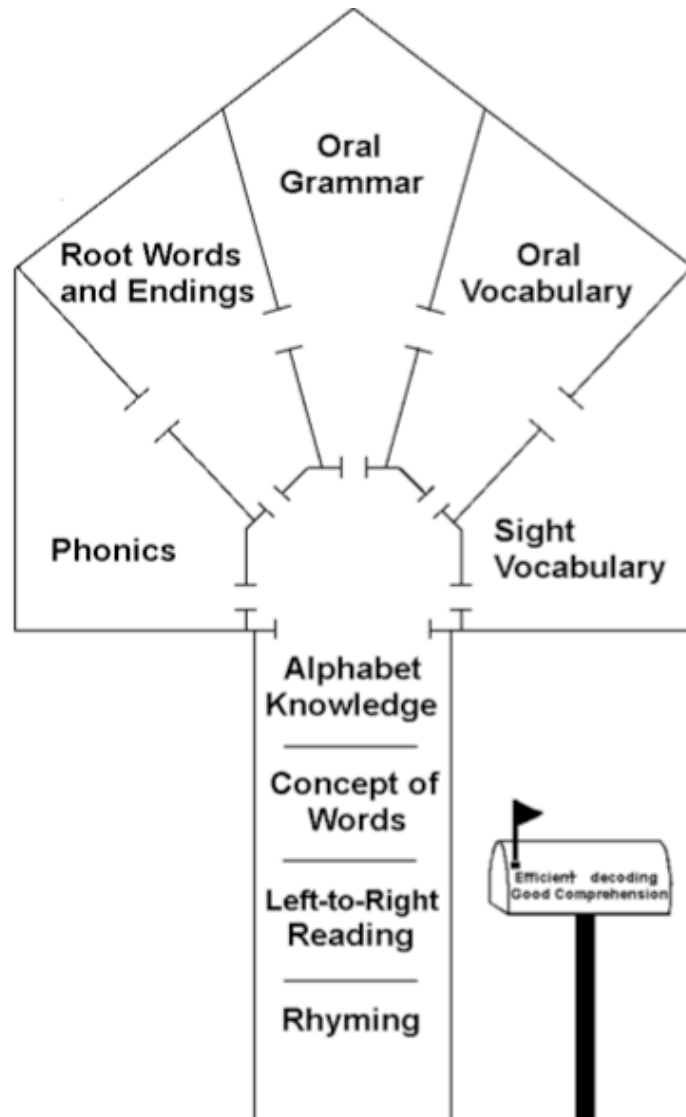 Oral
Grammar
Root Words
and Endings
Oral
Vocabulary
Phonics
Sight
Vocabulary
Alphabet
Knowledge
Concept of
Words
Left-to-Right
Reading
Rhyming
Efficient decoding
Good Comprehension